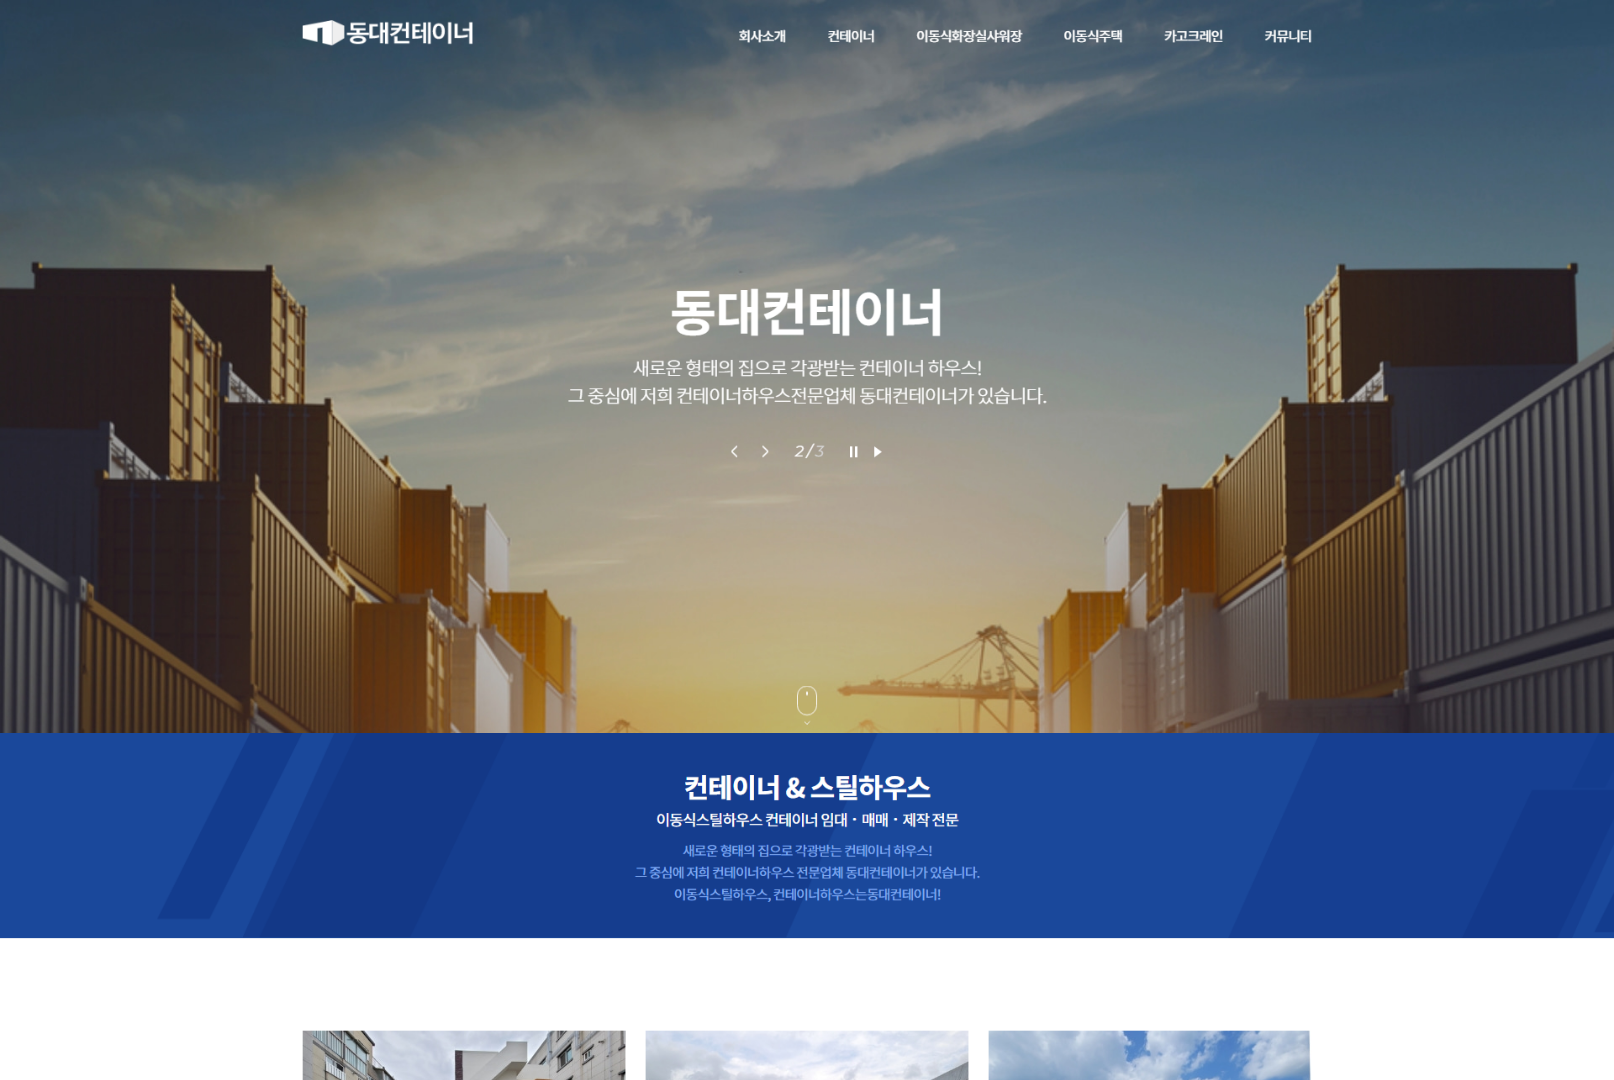 동대컨테이너
회사소개
컨테이너
이동식화장실샤워장
이동식주택
카고크레인
커뮤니티
동대컨테이너
새로운 형태의 집으로 각광받는 컨테이너 하우스!
그 중심에 저희 컨테이너하우스전문업체 동대컨테이너가 있습니다.
2/3
컨테이너 & 스틸하우스
이동식스틸하우스 컨테이너 임대 · 매매 · 제작 전문
새로운 형태의 집으로 각광받는 컨테이너 하우스!
그 중심에 저희 컨테이너하우스 전문업체 동대컨테이너가 있습니다.
이동식스틸하우스, 컨테이너하우스는동대컨테이너!